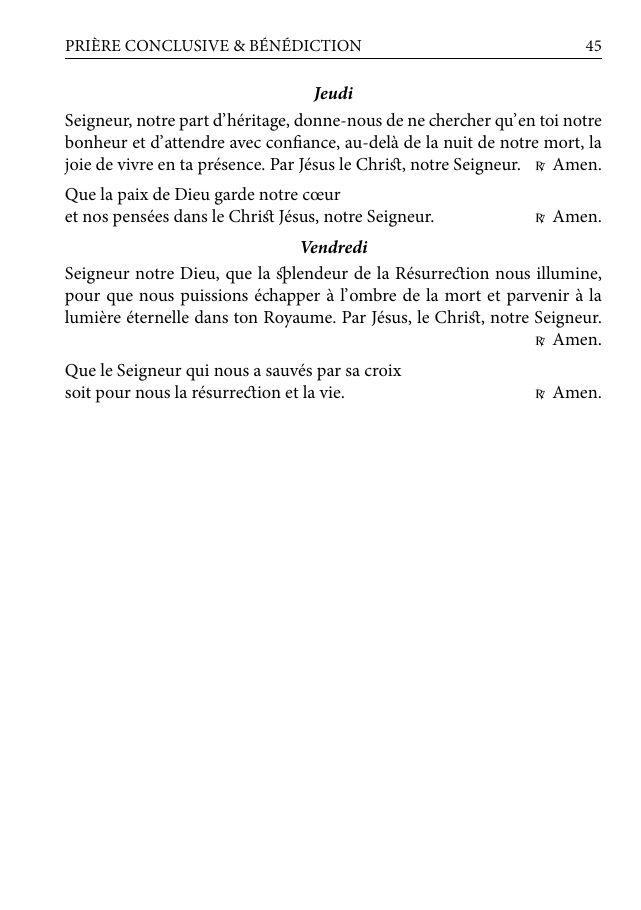 PRIÈRE CONCLUSIVE & BÉNÉDICTION 45
Jeudi
Seigneur, notre part d’héritage, donne-nous de ne chercher qu’en toi notre
bonheur et d’attendre avec confiance, au-delà de la nuit de notre mort, la
joie de vivre en ta présence. Par Jésus le Christ, notre Seigneur. ℟ Amen.
Que la paix de Dieu garde notre cœur
et nos pensées dans le Christ Jésus, notre Seigneur. ℟ Amen.
Vendredi
Seigneur notre Dieu, que la splendeur de la Résurrection nous illumine,
pour que nous puissions échapper à l’ombre de la mort et parvenir à la
lumière éternelle dans ton Royaume. Par Jésus, le Christ, notre Seigneur.
℟ Amen.
Que le Seigneur qui nous a sauvés par sa croix
soit pour nous la résurrection et la vie. ℟ Amen.